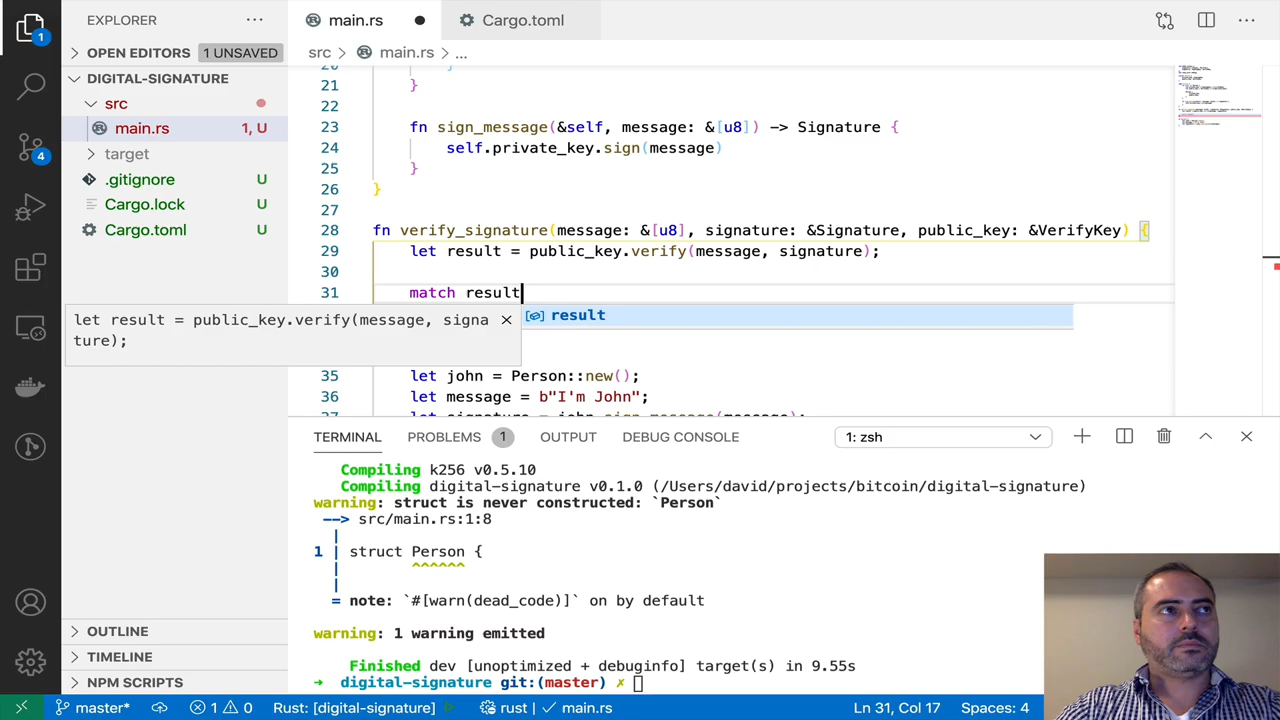 EXPLORER
main.rs
Cargo.toml
OPEN EDITORS 1 UNSAVED
src > main.rs > ...
DIGITAL-SIGNATURE
src
main.rs 1, U
target
.gitignore U
Cargo.lock U
Cargo.toml U
1
4
21 }
22
23 fn sign_message(&self, message: &[u8]) -> Signature {
24 self.private_key.sign(message)
25 }
26 }
27
28 fn verify_signature(message: &[u8], signature: &Signature, public_key: &VerifyKey) {
29 let result = public_key.verify(message, signature);
30
31 match result
let result = public_key.verify(message, signa
ture);
result
35 let john = Person::new();
36 let message = b"I'm John";
37 let signature = john.sign_message(message);
TERMINAL PROBLEMS 1 OUTPUT DEBUG CONSOLE 1: zsh
Compiling k256 v0.5.10
Compiling digital-signature v0.1.0 (/Users/david/projects/bitcoin/digital-signature)
warning: struct is never constructed: `Person`
--> src/main.rs:1:8
|
1 | struct Person {
| ^^^^^^
|
= note: `#[warn(dead_code)]` on by default
warning: 1 warning emitted
Finished dev [unoptimized + debuginfo] target(s) in 9.55s
→ digital-signature git:(master) ✗
OUTLINE
TIMELINE
NPM SCRIPTS
master* 1 0 Rust: [digital-signature] rust | ✓ main.rs Ln 31, Col 17 Spaces: 4